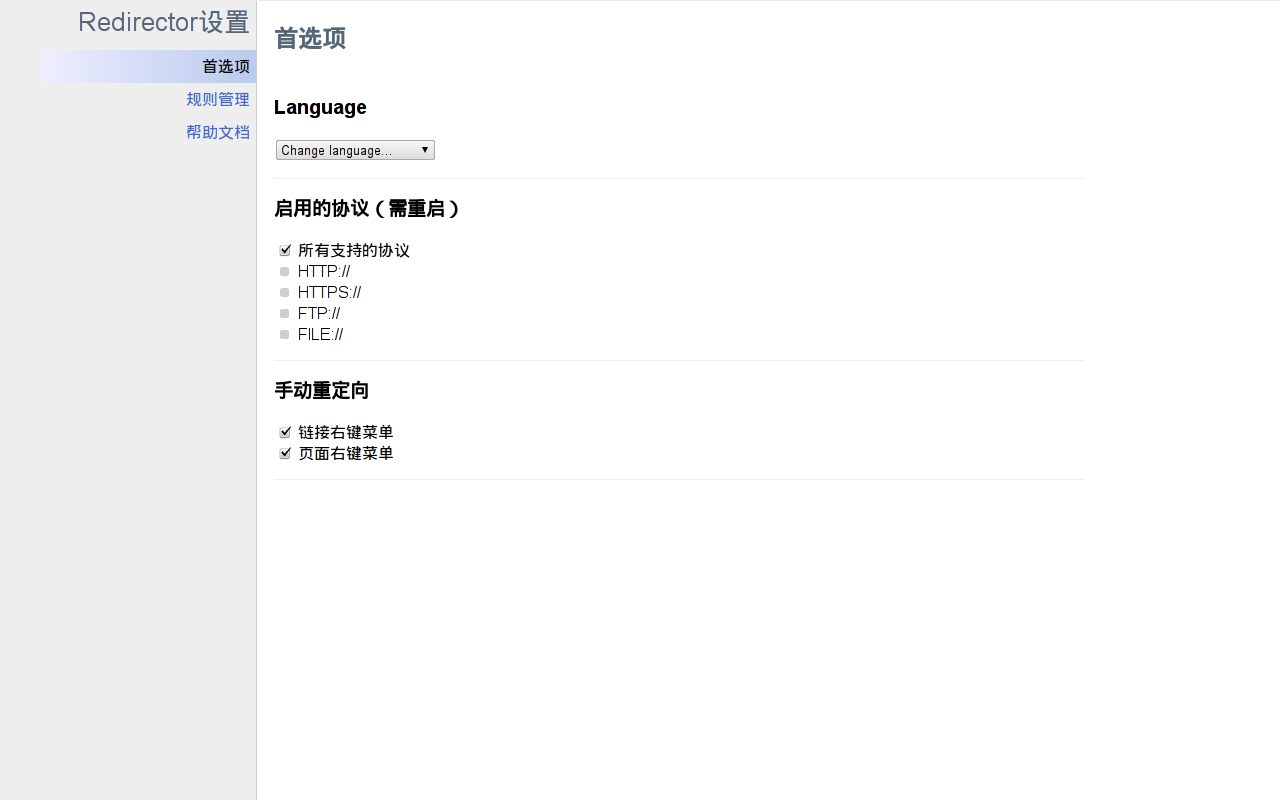 Redirector设置
首选项
规则管理
帮助文档
首选项
Language
Change language...
启用的协议（需重启）
所有支持的协议
HTTP://
HTTPS://
FTP://
FILE://
手动重定向
链接右键菜单
页面右键菜单